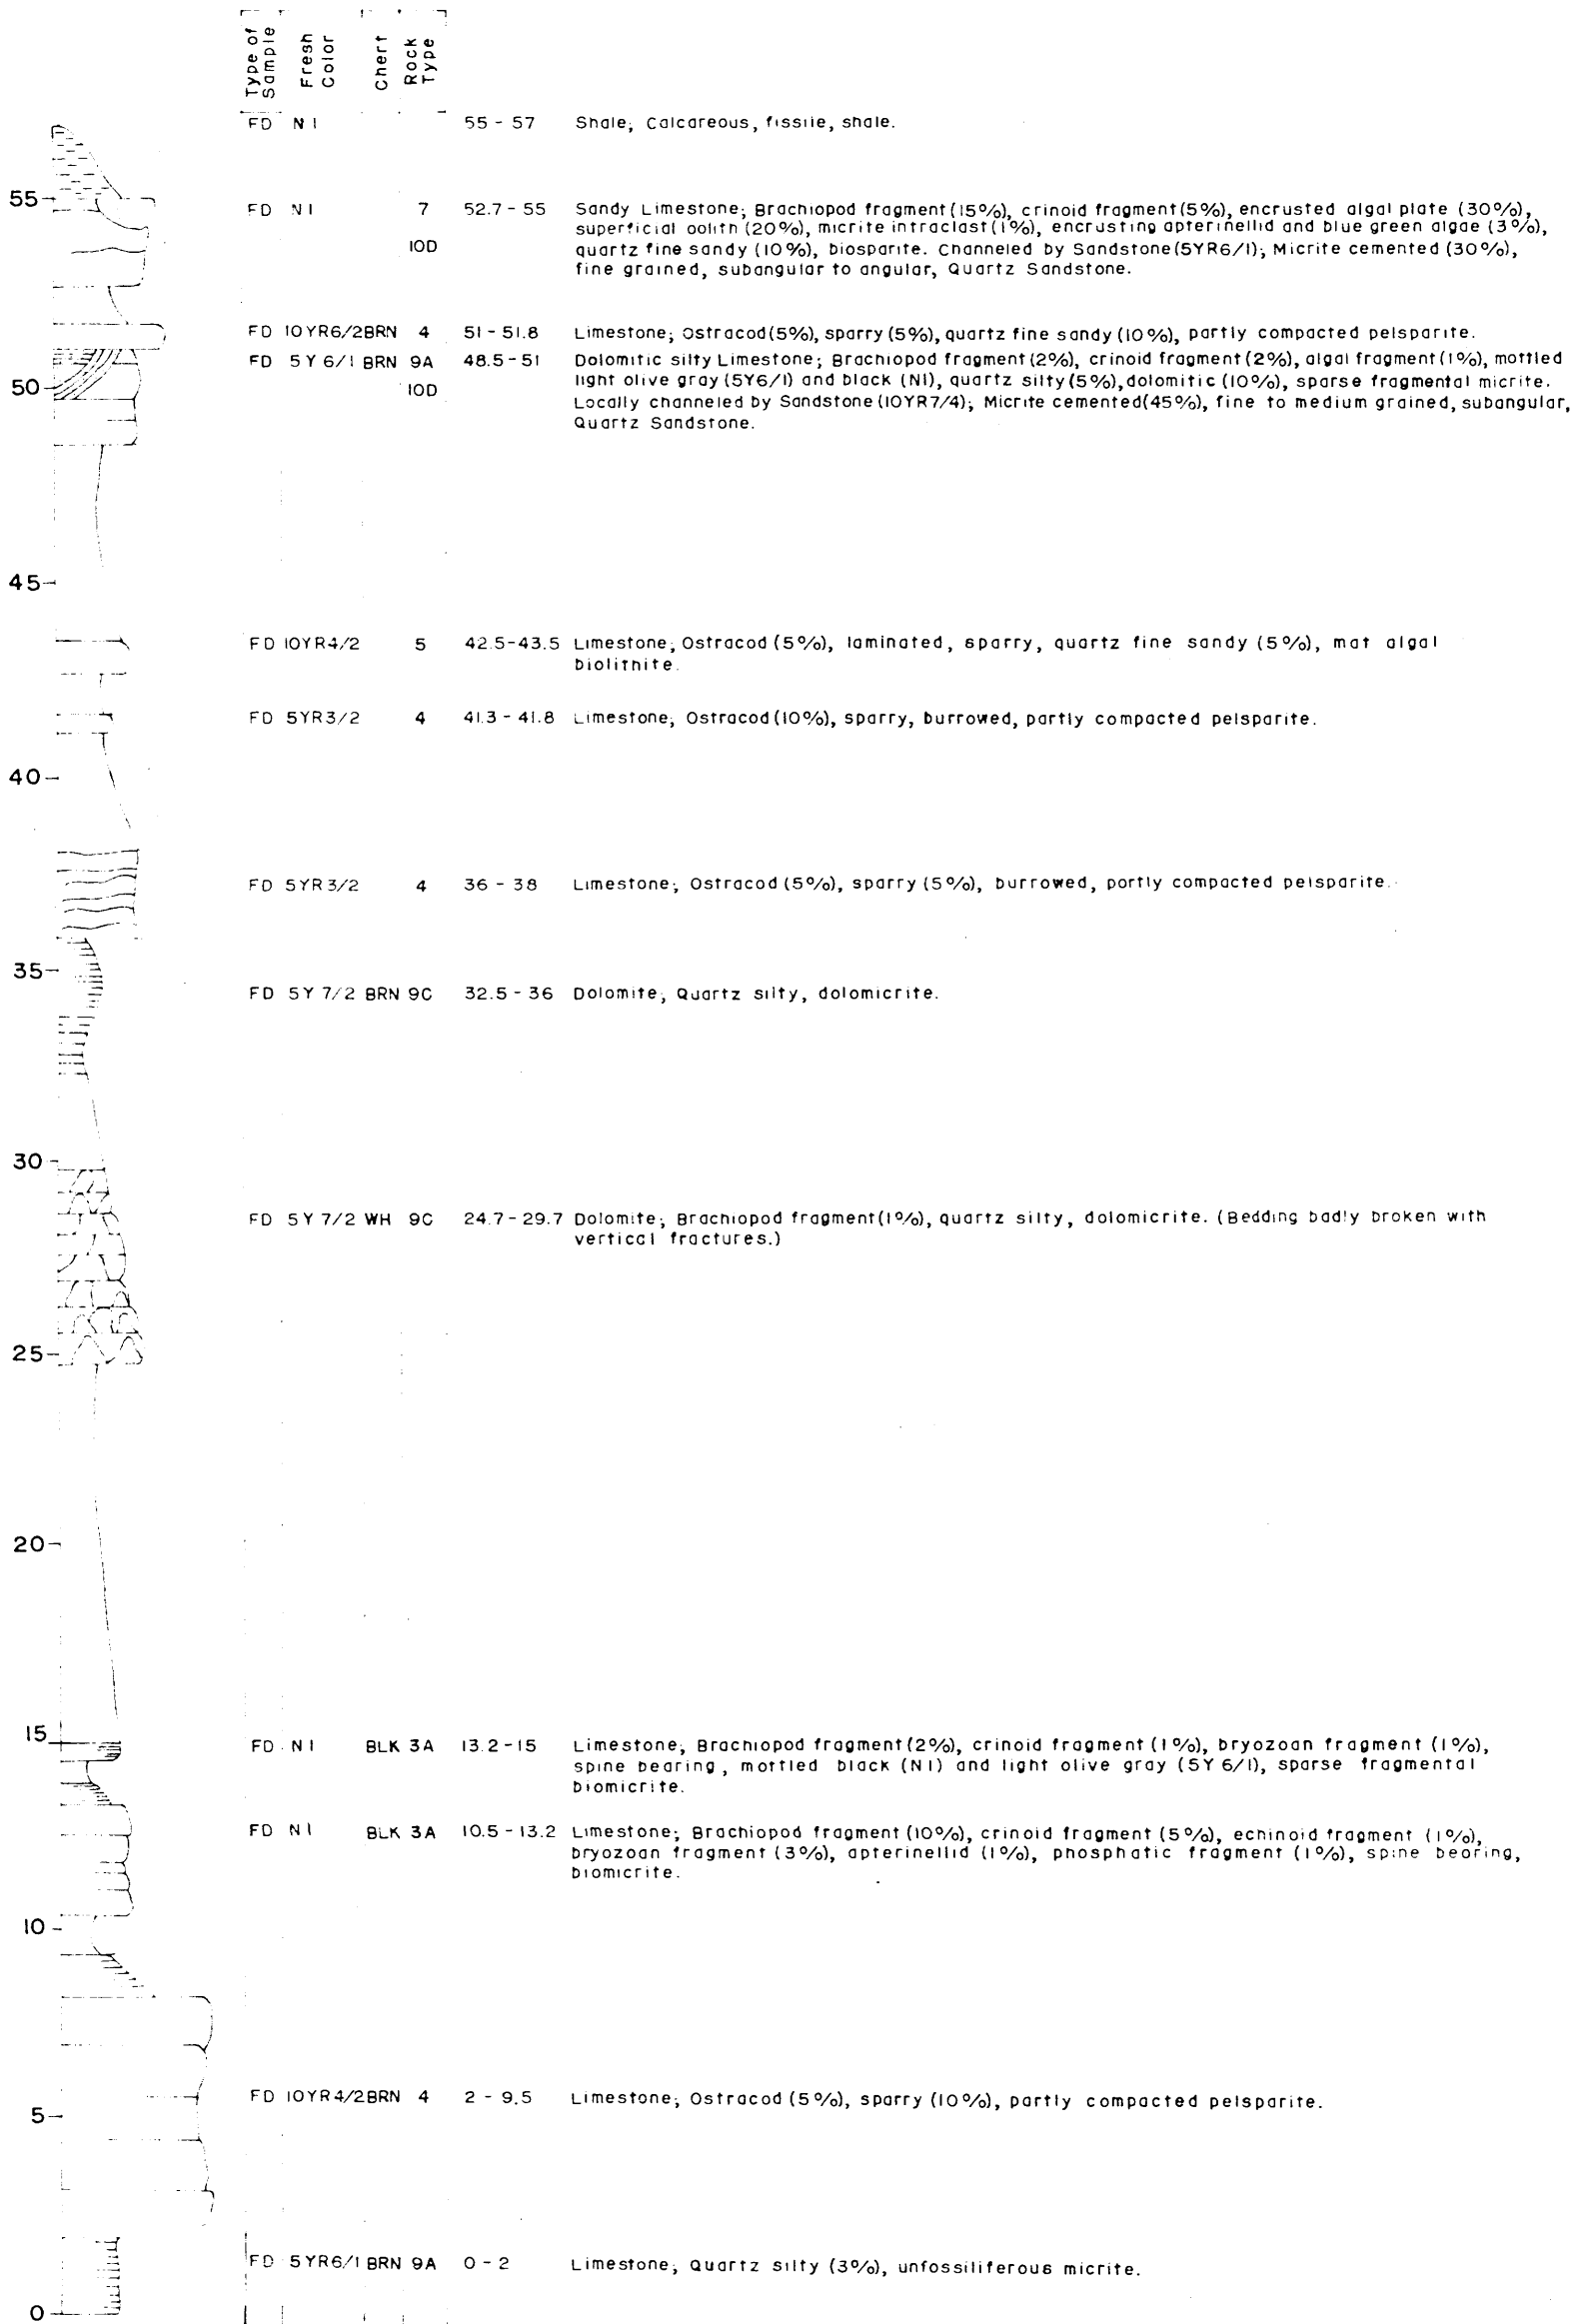 Type of Sample Fresh Color Chert Rock Type
FD N1 55 - 57 Shale; Calcareous, fissile, shale.
55
FD N1 7 52.7 - 55 Sandy Limestone; Brachiopod fragment (15%), crinoid fragment (5%), encrusted algal plate (30%),
superficial oolith (20%), micrite intraclast (1%), encrusting apterinellid and blue green algae (3%),
10D quartz fine sandy (10%), biosparite. Channeled by Sandstone (5YR6/1); Micrite cemented (30%),
fine grained, subangular to angular, Quartz Sandstone.
FD 10YR6/2 BRN 4 51 - 51.8 Limestone; Ostracod (5%), sparry (5%), quartz fine sandy (10%), partly compacted pelsparite.
FD 5Y 6/1 BRN 9A 48.5 - 51 Dolomitic silty Limestone; Brachiopod fragment (2%), crinoid fragment (2%), algal fragment (1%), mottled
50 10D light olive gray (5Y6/1) and black (N1), quartz silty (5%), dolomitic (10%), sparse fragmental micrite.
Locally channeled by Sandstone (10YR7/4); Micrite cemented (45%), fine to medium grained, subangular,
Quartz Sandstone.
45
FD 10YR4/2 5 42.5-43.5 Limestone; Ostracod (5%), laminated, sparry, quartz fine sandy (5%), mat algal
biolithite.
FD 5YR3/2 4 41.3 - 41.8 Limestone; Ostracod (10%), sparry, burrowed, partly compacted pelsparite.
40
FD 5YR3/2 4 36 - 38 Limestone; Ostracod (5%), sparry (5%), burrowed, partly compacted pelsparite.
35
FD 5Y 7/2 BRN 9C 32.5 - 36 Dolomite; Quartz silty, dolomicrite.
30
FD 5Y 7/2 WH 9C 24.7 - 29.7 Dolomite; Brachiopod fragment (1%), quartz silty, dolomicrite. (Bedding badly broken with
vertical fractures.)
25
20
15
FD N1 BLK 3A 13.2 - 15 Limestone; Brachiopod fragment (2%), crinoid fragment (1%), bryozoan fragment (1%),
spine bearing, mottled black (N1) and light olive gray (5Y 6/1), sparse fragmental
biomicrite.
FD N1 BLK 3A 10.5 - 13.2 Limestone; Brachiopod fragment (10%), crinoid fragment (5%), echinoid fragment (1%),
bryozoan fragment (3%), apterinellid (1%), phosphatic fragment (1%), spine bearing,
biomicrite.
10
FD 10YR4/2 BRN 4 2 - 9.5 Limestone; Ostracod (5%), sparry (10%), partly compacted pelsparite.
5
FD 5YR6/1 BRN 9A 0 - 2 Limestone; Quartz silty (3%), unfossiliferous micrite.
0